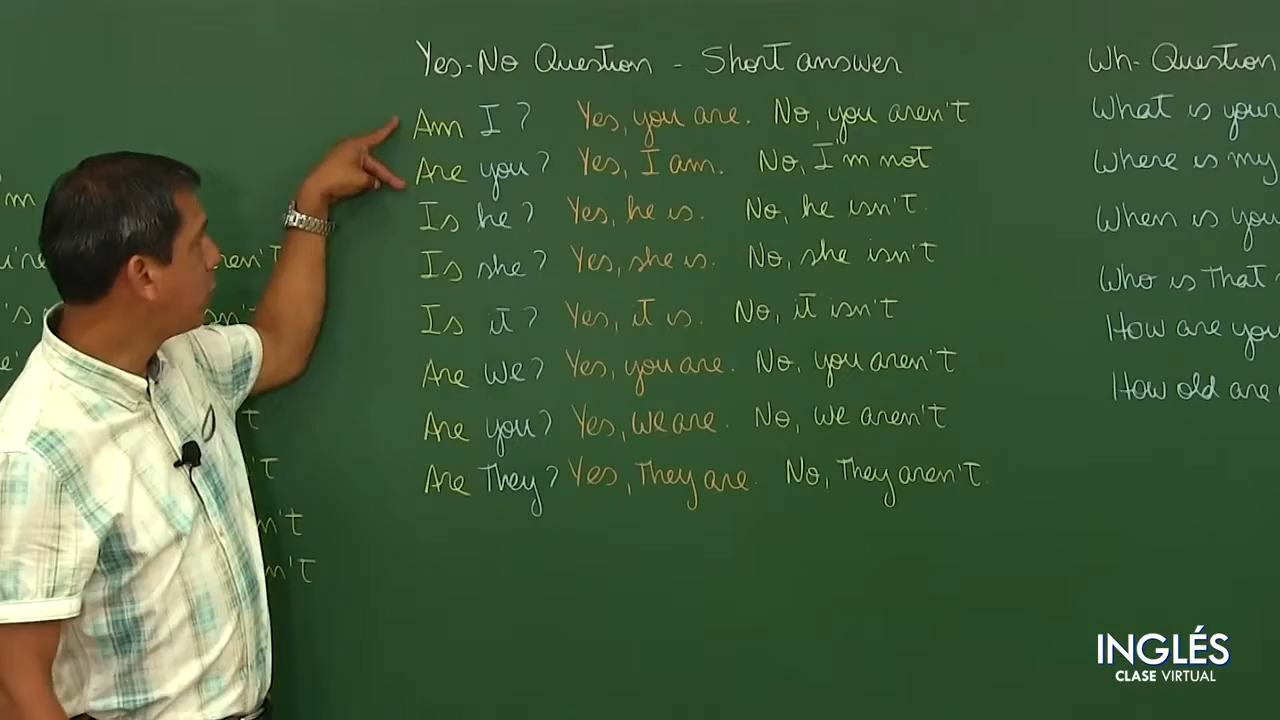 Yes-No Question - Short answer
Am I? Yes, you are. No, you aren't
Are you? Yes, I am. No, I'm not
Is he? Yes, he is. No, he isn't.
Is she? Yes, she is. No, she isn't
Is it? Yes, it is. No, it isn't
Are we? Yes, you are. No, you aren't
Are you? Yes, we are. No, we aren't
Are They? Yes, They are. No, They aren't.
Wh- Question
What is your
Where is my
When is you
Who is That
How are you
How old are
INGLÉS
CLASE VIRTUAL